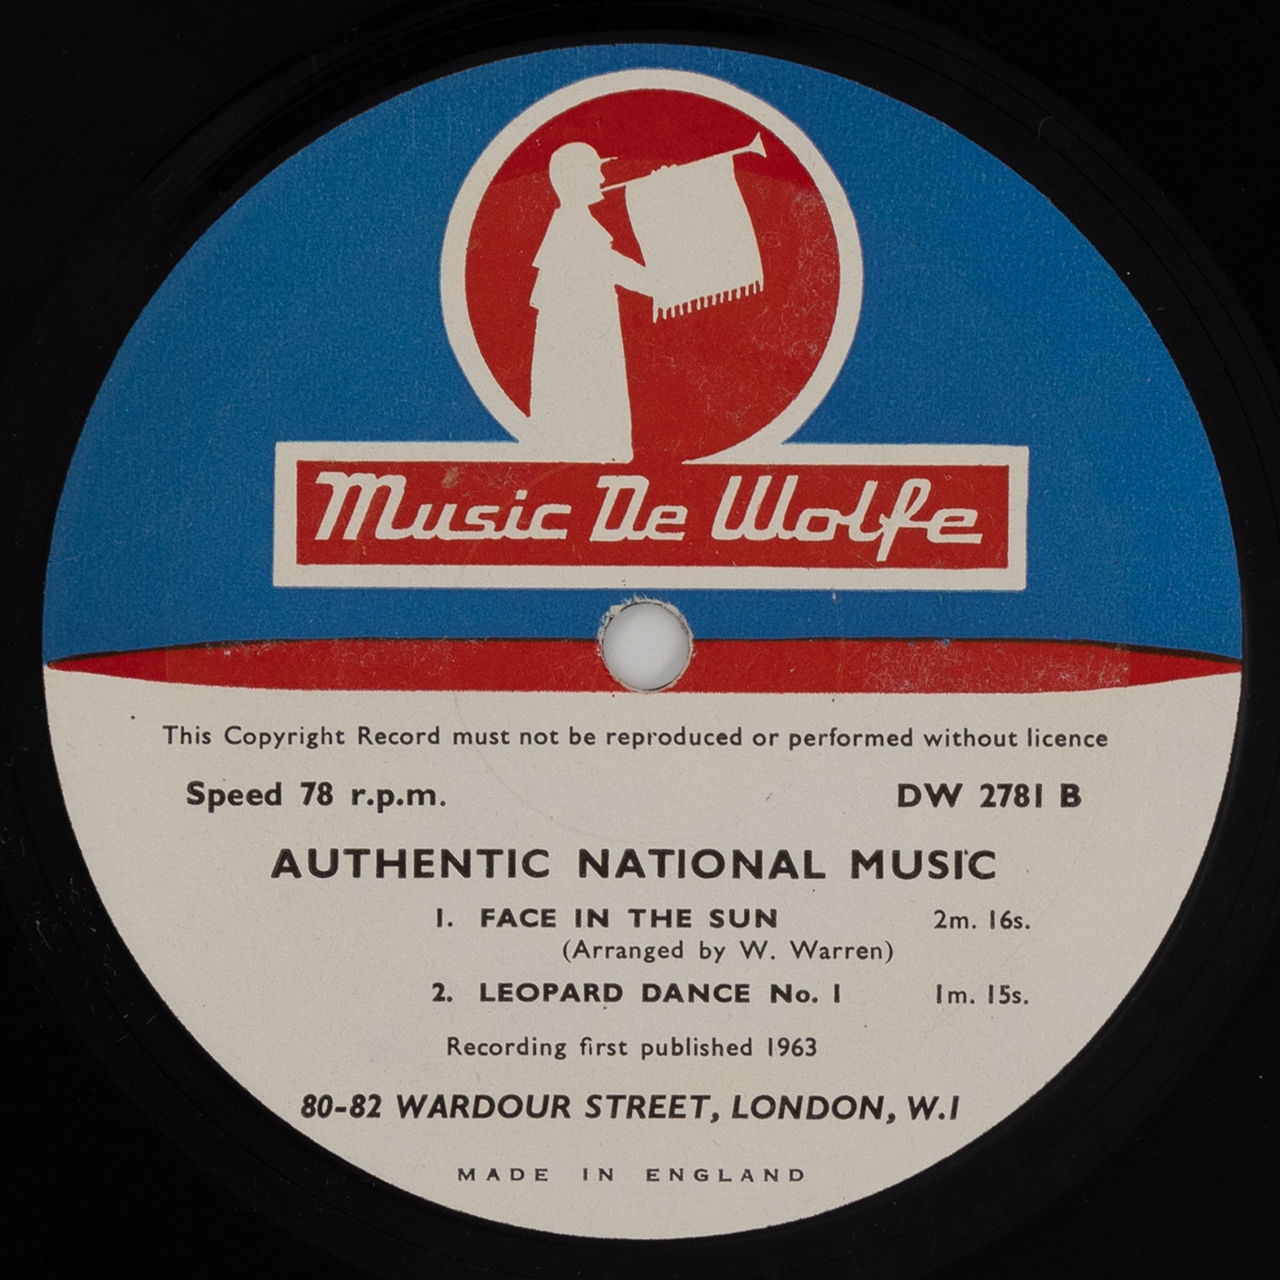 Music De Wolfe
This Copyright Record must not be reproduced or performed without licence
Speed 78 r.p.m. DW 2781 B
AUTHENTIC NATIONAL MUSIC
1. FACE IN THE SUN 2m. 16s.
(Arranged by W. Warren)
2. LEOPARD DANCE No. 1 1m. 15s.
Recording first published 1963
80-82 WARDOUR STREET, LONDON, W.1
MADE IN ENGLAND